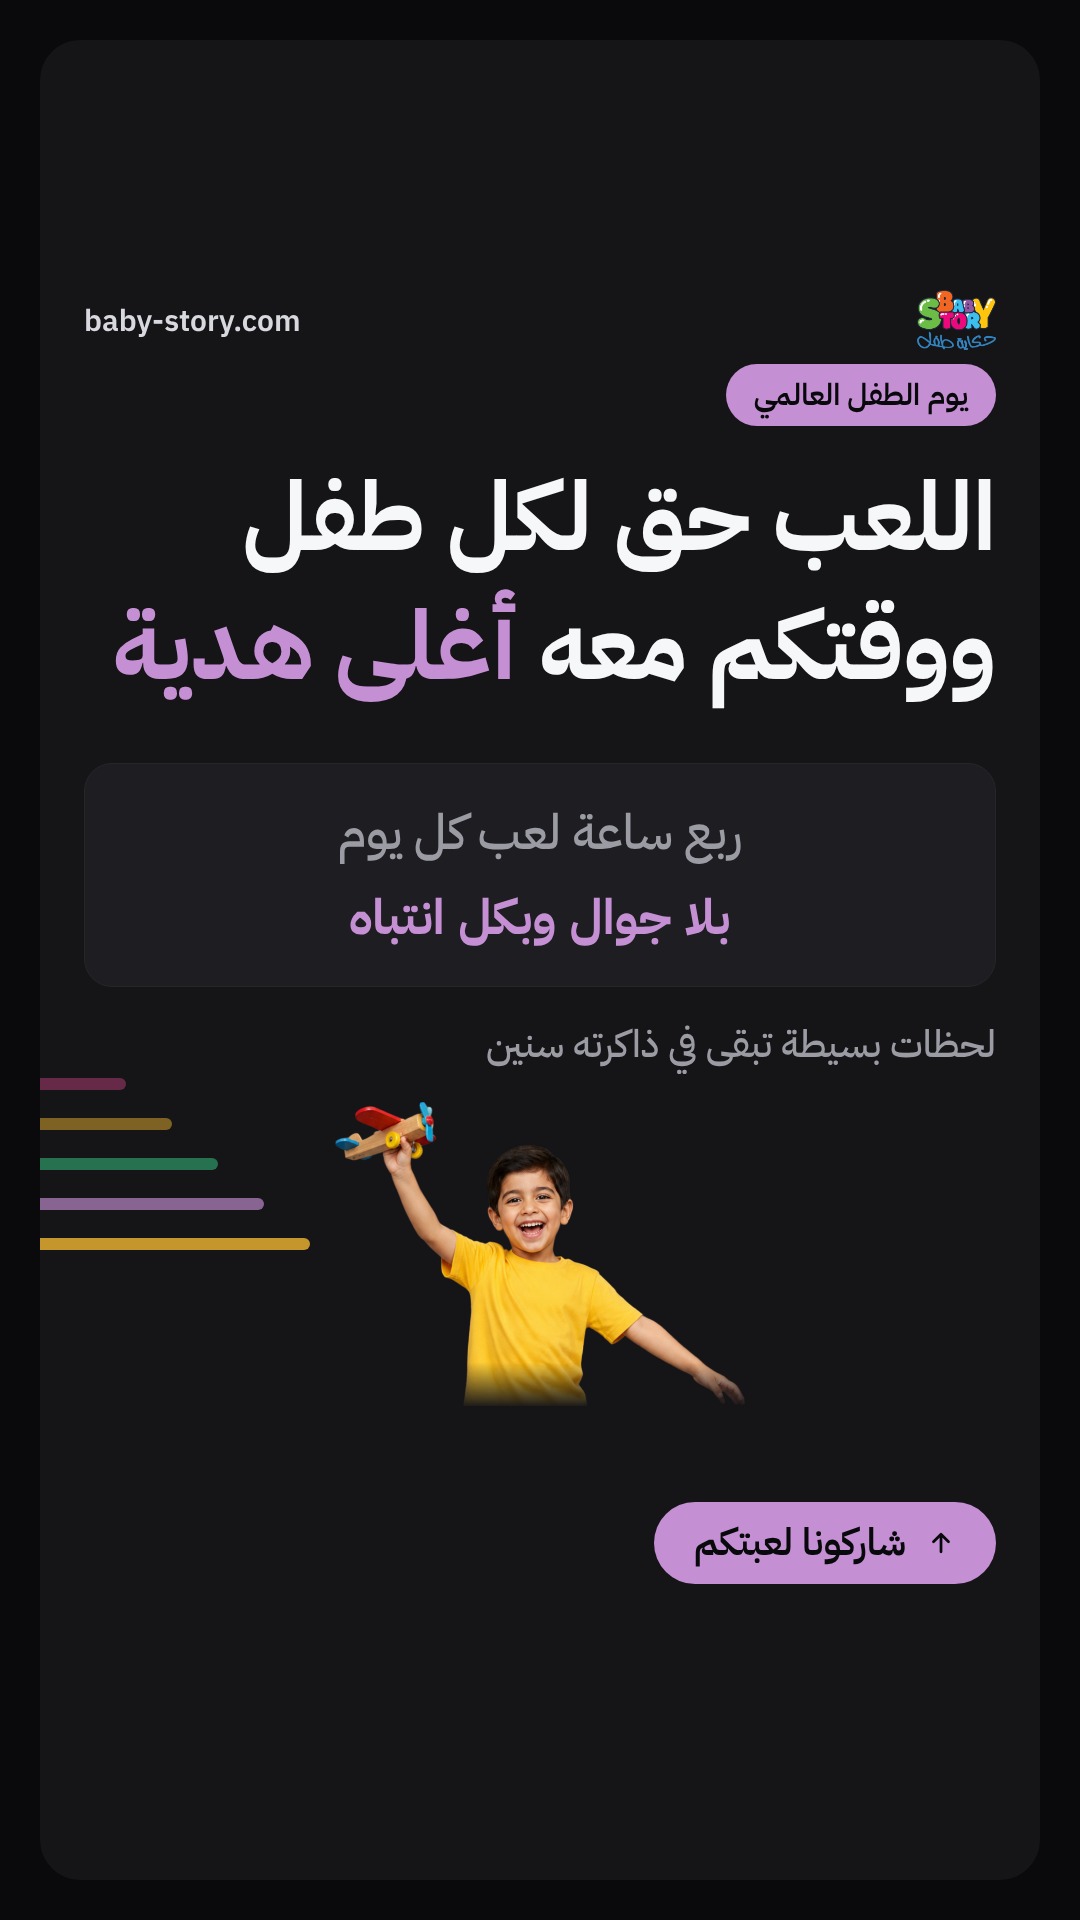 baby-story.com
BABY STORY
حكاية طفل
يوم الطفل العالمي
اللعب حق لكل طفل
ووقتكم معه أغلى هدية
ربع ساعة لعب كل يوم
بلا جوال وبكل انتباه
لحظات بسيطة تبقى في ذاكرته سنين
شاركونا لعبتكم ↑